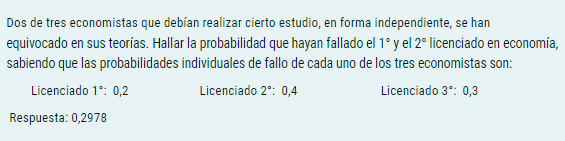 Dos de tres economistas que debían realizar cierto estudio, en forma independiente, se han
equivocado en sus teorías. Hallar la probabilidad que hayan fallado el 1° y el 2° licenciado en economía,
sabiendo que las probabilidades individuales de fallo de cada uno de los tres economistas son:
Licenciado 1°: 0,2 Licenciado 2°: 0,4 Licenciado 3°: 0,3
Respuesta: 0,2978